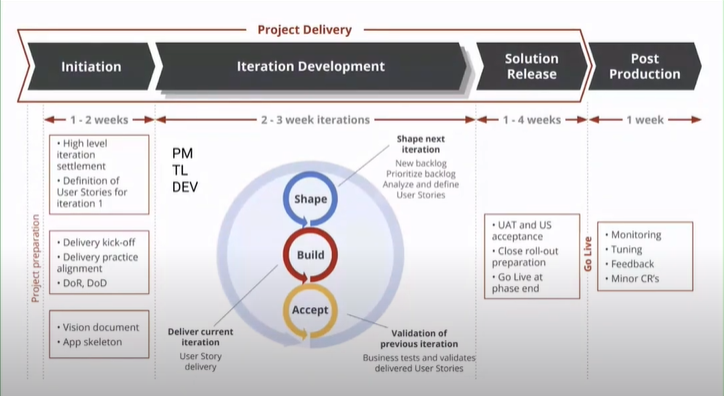 Project Delivery
Initiation
Iteration Development
Solution
Release
Post
Production
1 - 2 weeks
2 - 3 week iterations
1 - 4 weeks
1 week
Project preparation
• High level
iteration
settlement
• Definition of
User Stories for
iteration 1
• Delivery kick-off
• Delivery practice
alignment
• DoR, DoD
• Vision document
• App skeleton
PM
TL
DEV
Shape
Build
Accept
Shape next
iteration
New backlog
Prioritize backlog
Analyze and define
User Stories
Deliver current
iteration
User Story
delivery
Validation of
previous iteration
Business tests and validates
delivered User Stories
• UAT and US
acceptance
• Close roll-out
preparation
• Go Live at
phase end
Go Live
• Monitoring
• Tuning
• Feedback
• Minor CR's